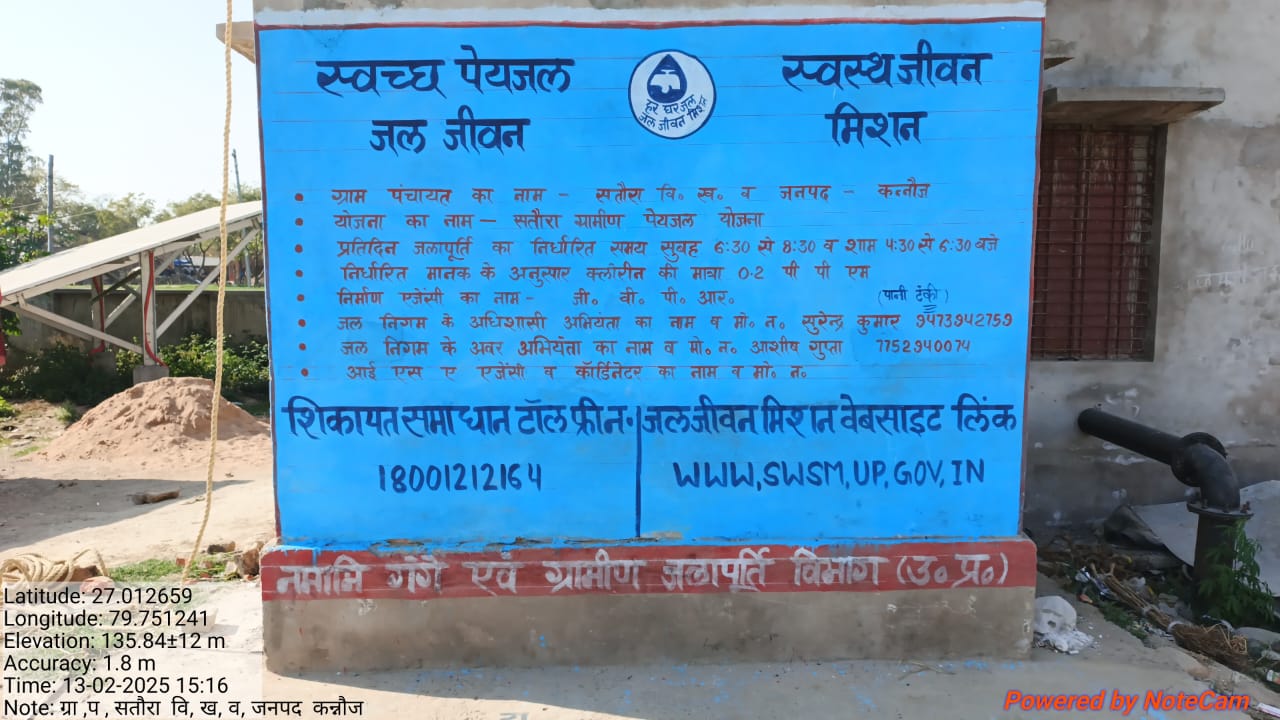 स्वच्छ पेयजल
जल जीवन
हर घर जल
जल जीवन मिशन
स्वस्थ जीवन
मिशन
• ग्राम पंचायत का नाम - सतौरा वि० ख० व जनपद - कन्नौज
• योजना का नाम - सतौरा ग्रामीण पेयजल योजना
• प्रतिदिन जलापूर्ति का निर्धारित समय सुबह 6:30 से 8:30 व शाम 4:30 से 6:30 बजे
• निर्धारित मानक के अनुसार क्लोरीन की मात्रा 0.2 पी पी एम
• निर्माण एजेंसी का नाम - जी० वी० पी० आर० (पानी टंकी)
• जल निगम के अधिशासी अभियंता का नाम व मो० न० सुरेन्द्र कुमार 9473942759
• जल निगम के अवर अभियंता का नाम व मो० न० आशीष गुप्ता 7752940074
• आई एस ए एजेंसी व कॉर्डिनेटर का नाम व मो० न०
शिकायत समाधान टॉल फ्री न०
18001212164
जल जीवन मिशन वेबसाइट लिंक
WWW,SWSM,UP,GOV,IN
नमामि गंगे एवं ग्रामीण जलापूर्ति विभाग (उ० प्र०)
Latitude: 27.012659
Longitude: 79.751241
Elevation: 135.84±12 m
Accuracy: 1.8 m
Time: 13-02-2025 15:16
Note: ग्रा ,प , सतौरा वि, ख, व, जनपद कन्नौज
Powered by NoteCam